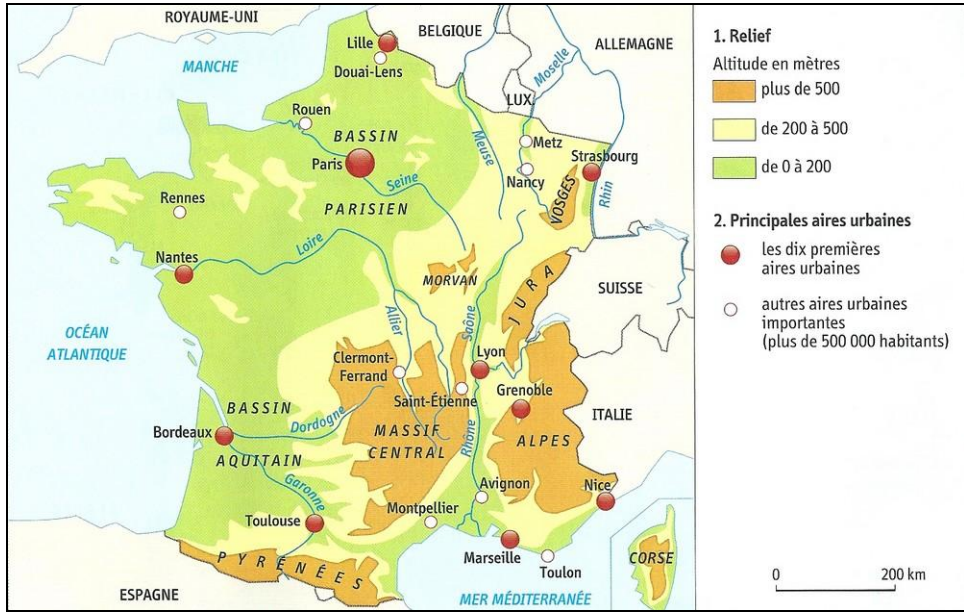 ROYAUME-UNI
BELGIQUE
ALLEMAGNE
MANCHE
Lille
Douai-Lens
LUX.
Moselle
Rouen
BASSIN
Paris
Seine
PARISIEN
Meuse
Metz
Nancy
Strasbourg
VOSGES
Rhin
Rennes
Nantes
Loire
MORVAN
JURA
SUISSE
OCÉAN
ATLANTIQUE
Allier
Saône
Clermont-
Ferrand
Lyon
Saint-Étienne
Grenoble
ITALIE
BASSIN
Dordogne
MASSIF
CENTRAL
Rhône
ALPES
Bordeaux
AQUITAIN
Garonne
Avignon
Nice
Toulouse
Montpellier
Marseille
Toulon
CORSE
PYRÉNÉES
ESPAGNE
MER MÉDITERRANÉE
1. Relief
Altitude en mètres
plus de 500
de 200 à 500
de 0 à 200
2. Principales aires urbaines
les dix premières
aires urbaines
autres aires urbaines
importantes
(plus de 500 000 habitants)
0 200 km